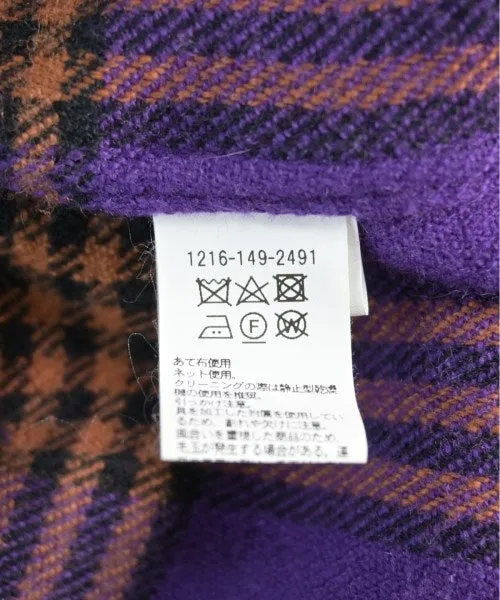 1216-149-2491
F W
あて布使用
ネット使用。
クリーニングの際は静止型乾燥
機の使用を推奨。
引っかけ注意。
貝を加工した釦を使用してい
るため、割れや欠けに注意。
風合いを重視した商品のため、
毛玉が発生する場合がある。